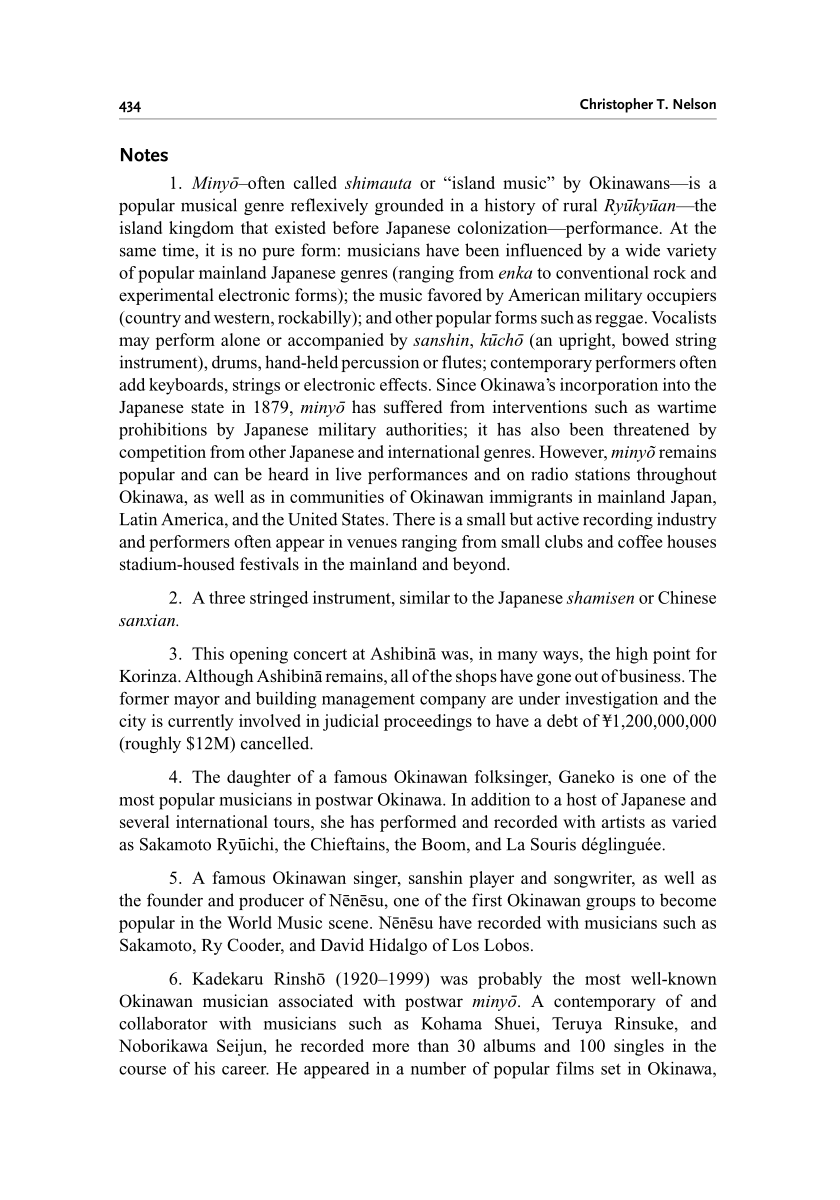 434
Christopher T. Nelson
Notes
1. Minyō–often called shimauta or “island music” by Okinawans—is a
popular musical genre reflexively grounded in a history of rural Ryūkyūan—the
island kingdom that existed before Japanese colonization—performance. At the
same time, it is no pure form: musicians have been influenced by a wide variety
of popular mainland Japanese genres (ranging from enka to conventional rock and
experimental electronic forms); the music favored by American military occupiers
(country and western, rockabilly); and other popular forms such as reggae. Vocalists
may perform alone or accompanied by sanshin, kūchō (an upright, bowed string
instrument), drums, hand-held percussion or flutes; contemporary performers often
add keyboards, strings or electronic effects. Since Okinawa’s incorporation into the
Japanese state in 1879, minyō has suffered from interventions such as wartime
prohibitions by Japanese military authorities; it has also been threatened by
competition from other Japanese and international genres. However, minyõ remains
popular and can be heard in live performances and on radio stations throughout
Okinawa, as well as in communities of Okinawan immigrants in mainland Japan,
Latin America, and the United States. There is a small but active recording industry
and performers often appear in venues ranging from small clubs and coffee houses
stadium-housed festivals in the mainland and beyond.
2. A three stringed instrument, similar to the Japanese shamisen or Chinese
sanxian.
3. This opening concert at Ashibinā was, in many ways, the high point for
Korinza. Although Ashibinā remains, all of the shops have gone out of business. The
former mayor and building management company are under investigation and the
city is currently involved in judicial proceedings to have a debt of ¥1,200,000,000
(roughly $12M) cancelled.
4. The daughter of a famous Okinawan folksinger, Ganeko is one of the
most popular musicians in postwar Okinawa. In addition to a host of Japanese and
several international tours, she has performed and recorded with artists as varied
as Sakamoto Ryūichi, the Chieftains, the Boom, and La Souris déglinguée.
5. A famous Okinawan singer, sanshin player and songwriter, as well as
the founder and producer of Nēnēsu, one of the first Okinawan groups to become
popular in the World Music scene. Nēnēsu have recorded with musicians such as
Sakamoto, Ry Cooder, and David Hidalgo of Los Lobos.
6. Kadekaru Rinshō (1920–1999) was probably the most well-known
Okinawan musician associated with postwar minyō. A contemporary of and
collaborator with musicians such as Kohama Shuei, Teruya Rinsuke, and
Noborikawa Seijun, he recorded more than 30 albums and 100 singles in the
course of his career. He appeared in a number of popular films set in Okinawa,